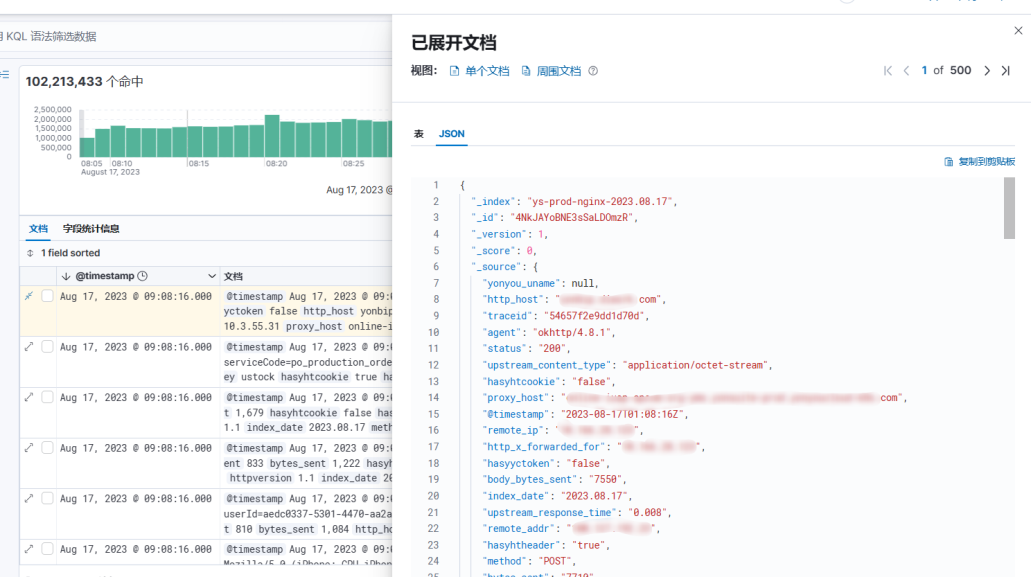 KQL 语法筛选数据
102,213,433 个命中
2,500,000
2,000,000
1,500,000
1,000,000
500,000
0
08:05 08:10 08:15 08:20 08:25
August 17, 2023
Aug 17, 2023 @
文档 字段统计信息
1 field sorted
@timestamp 文档
Aug 17, 2023 @ 09:08:16.000 @timestamp Aug 17, 2023 @ 09:
yctoken false http_host yonbip
10.3.55.31 proxy_host online-i
Aug 17, 2023 @ 09:08:16.000 @timestamp Aug 17, 2023 @ 09:
serviceCode=po_production_orde
ey ustock hasyhtcookie true ha
Aug 17, 2023 @ 09:08:16.000 @timestamp Aug 17, 2023 @ 09:
t 1,679 hasyhtcookie false has
1.1 index_date 2023.08.17 meth
Aug 17, 2023 @ 09:08:16.000 @timestamp Aug 17, 2023 @ 09:
ent 833 bytes_sent 1,222 hasyh
httpversion 1.1 index_date 20
Aug 17, 2023 @ 09:08:16.000 @timestamp Aug 17, 2023 @ 09:
userId=aedc0337-5301-4470-aa2a
t 810 bytes_sent 1,084 http_ho
Aug 17, 2023 @ 09:08:16.000 @timestamp Aug 17, 2023 @ 09:
Mozilla/5.0 (iPhone; CPU iPhon
已展开文档
视图: 单个文档 周围文档
1 of 500
表 JSON
复制到剪贴板
1 {
2 "_index": "ys-prod-nginx-2023.08.17",
3 "_id": "4NkJAYoBNE3sSaLDOmzR",
4 "_version": 1,
5 "_score": 0,
6 "_source": {
7 "yonyou_uname": null,
8 "http_host": " com",
9 "traceid": "54657f2e9dd1d70d",
10 "agent": "okhttp/4.8.1",
11 "status": "200",
12 "upstream_content_type": "application/octet-stream",
13 "hasyhtcookie": "false",
14 "proxy_host": " com",
15 "@timestamp": "2023-08-17T01:08:16Z",
16 "remote_ip": " ",
17 "http_x_forwarded_for": " ",
18 "hasyyctoken": "false",
19 "body_bytes_sent": "7550",
20 "index_date": "2023.08.17",
21 "upstream_response_time": "0.008",
22 "remote_addr": " ",
23 "hasyhtheader": "true",
24 "method": "POST",
25 "bytes_sent": "7710",